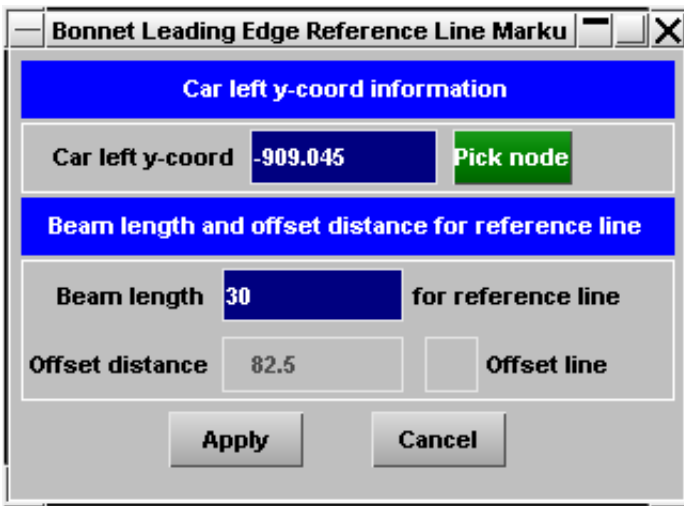 Bonnet Leading Edge Reference Line Marku
Car left y-coord information
Car left y-coord -909.045 Pick node
Beam length and offset distance for reference line
Beam length 30 for reference line
Offset distance 82.5 Offset line
Apply Cancel